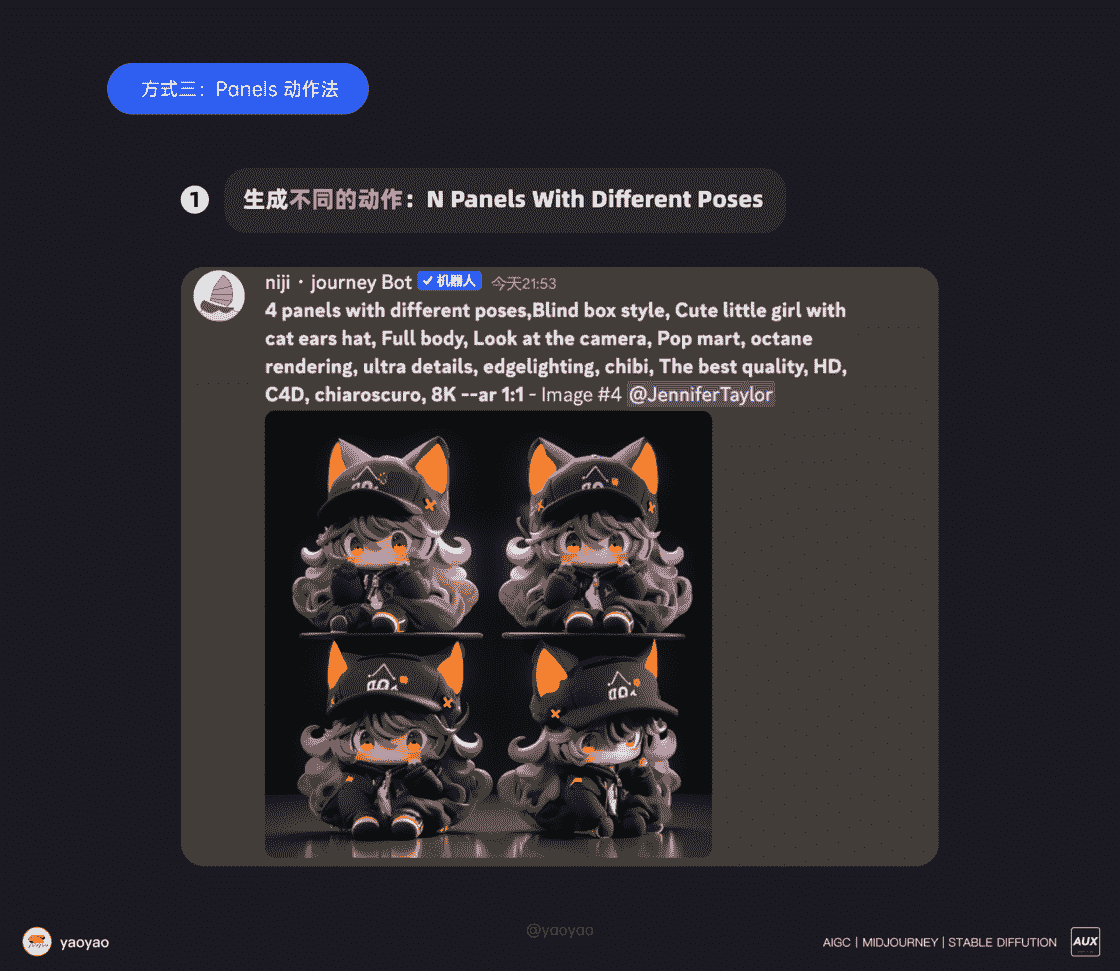 方式三：Panels 动作法
1 生成不同的动作：N Panels With Different Poses
niji · journey Bot ✓ 机器人 今天21:53
4 panels with different poses,Blind box style, Cute little girl with
cat ears hat, Full body, Look at the camera, Pop mart, octane
rendering, ultra details, edgelighting, chibi, The best quality, HD,
C4D, chiaroscuro, 8K --ar 1:1 - Image #4 @JenniferTaylor
@yaoyao
yaoyao
AIGC | MIDJOURNEY | STABLE DIFFUTION AUX